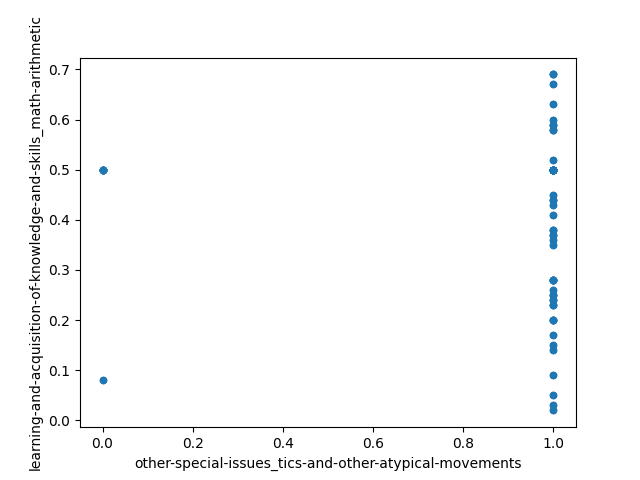 learning-and-acquisition-of-knowledge-and-skills_math-arithmetic
0.7
0.6
0.5
0.4
0.3
0.2
0.1
0.0
0.0 0.2 0.4 0.6 0.8 1.0
other-special-issues_tics-and-other-atypical-movements